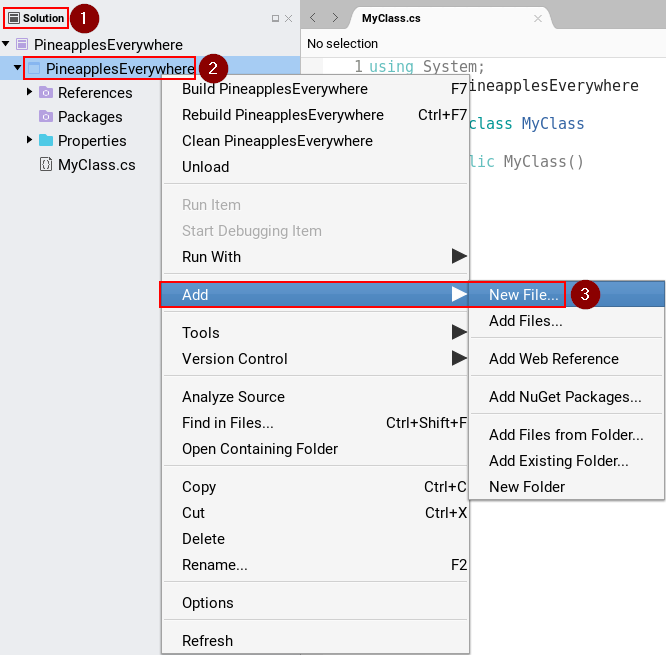 Solution
1
PineapplesEverywhere
PineapplesEverywhere
2
References
Packages
Properties
MyClass.cs
MyClass.cs
No selection
1 using System;
ineapplesEverywhere
class MyClass
lic MyClass()
Build PineapplesEverywhere F7
Rebuild PineapplesEverywhere Ctrl+F7
Clean PineapplesEverywhere
Unload
Run Item
Start Debugging Item
Run With
Add
Tools
Version Control
Analyze Source
Find in Files... Ctrl+Shift+F
Open Containing Folder
Copy Ctrl+C
Cut Ctrl+X
Delete
Rename... F2
Options
Refresh
New File...
3
Add Files...
Add Web Reference
Add NuGet Packages...
Add Files from Folder...
Add Existing Folder...
New Folder